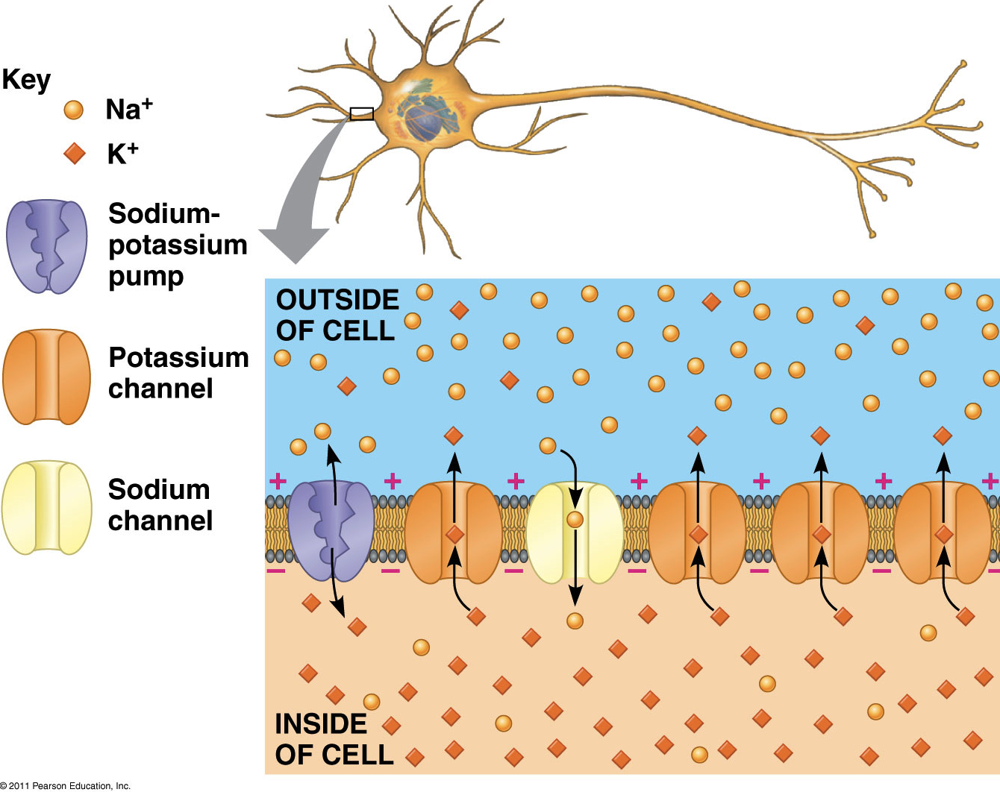 Key
Na+
K+
Sodium-
potassium
pump
Potassium
channel
Sodium
channel
OUTSIDE
OF CELL
+ + + + + + +
− − − − − − −
INSIDE
OF CELL
© 2011 Pearson Education, Inc.